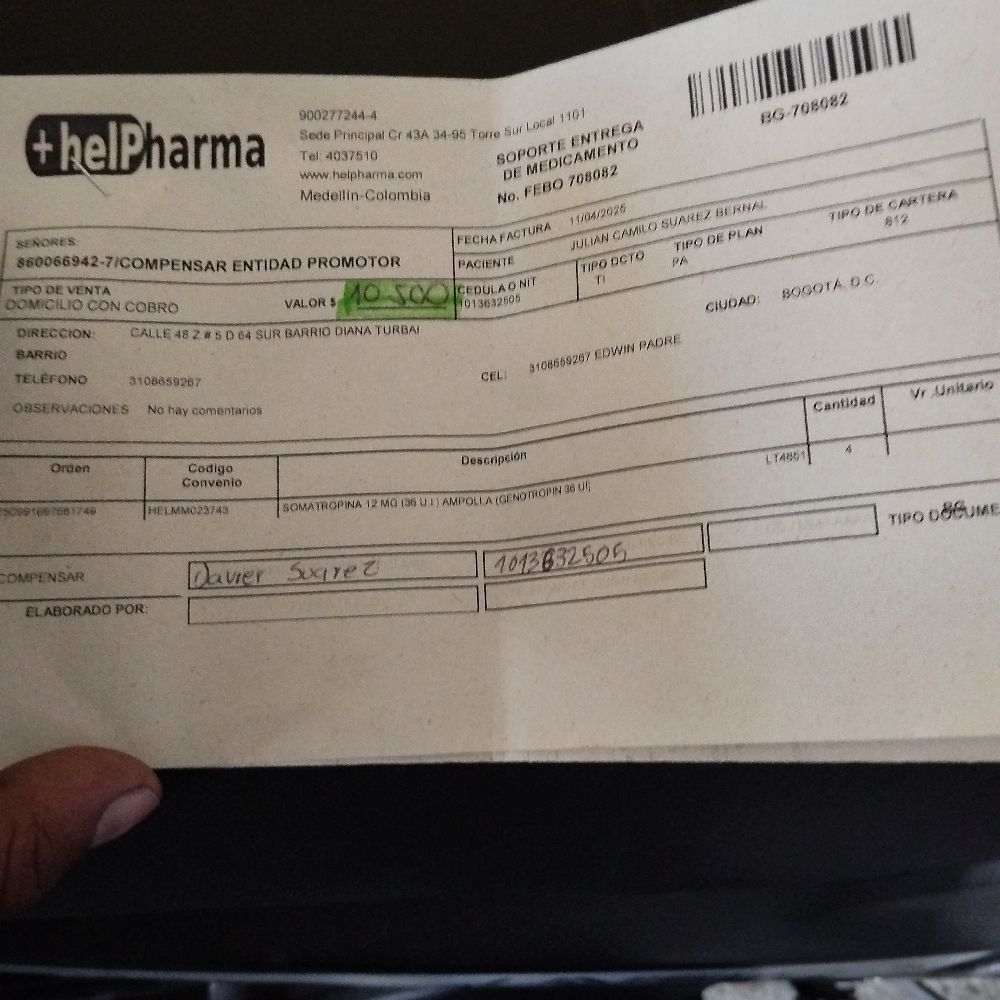 +helPharma
900277244-4
Sede Principal Cr 43A 34-95 Torre Sur Local 1101
Tel: 4037510
www.helpharma.com
Medellín-Colombia
SOPORTE ENTREGA
DE MEDICAMENTO
No. FEBO 708082
BG-708082
SEÑORES:
860066942-7/COMPENSAR ENTIDAD PROMOTOR
FECHA FACTURA 11/04/2025
PACIENTE JULIAN CAMILO SUAREZ BERNAL
TIPO DE VENTA
DOMICILIO CON COBRO
VALOR $ 10.500
CEDULA O NIT
1013632505
TIPO DCTO
TI
TIPO DE PLAN
PA
TIPO DE CARTERA
812
DIRECCION: CALLE 48 Z # 5 D 64 SUR BARRIO DIANA TURBAI
CIUDAD: BOGOTÁ, D.C.
BARRIO
TELÉFONO 3108659267
CEL: 3108659267 EDWIN PADRE
OBSERVACIONES No hay comentarios
Orden Codigo Convenio Descripción Cantidad Vr .Unitario
HELMM023743 SOMATROPINA 12 MG (36 U.I.) AMPOLLA (GENOTROPIN 36 UI) LT4851 4
COMPENSAR Davier Suarez 1013632505 TIPO DOCUME
ELABORADO POR: